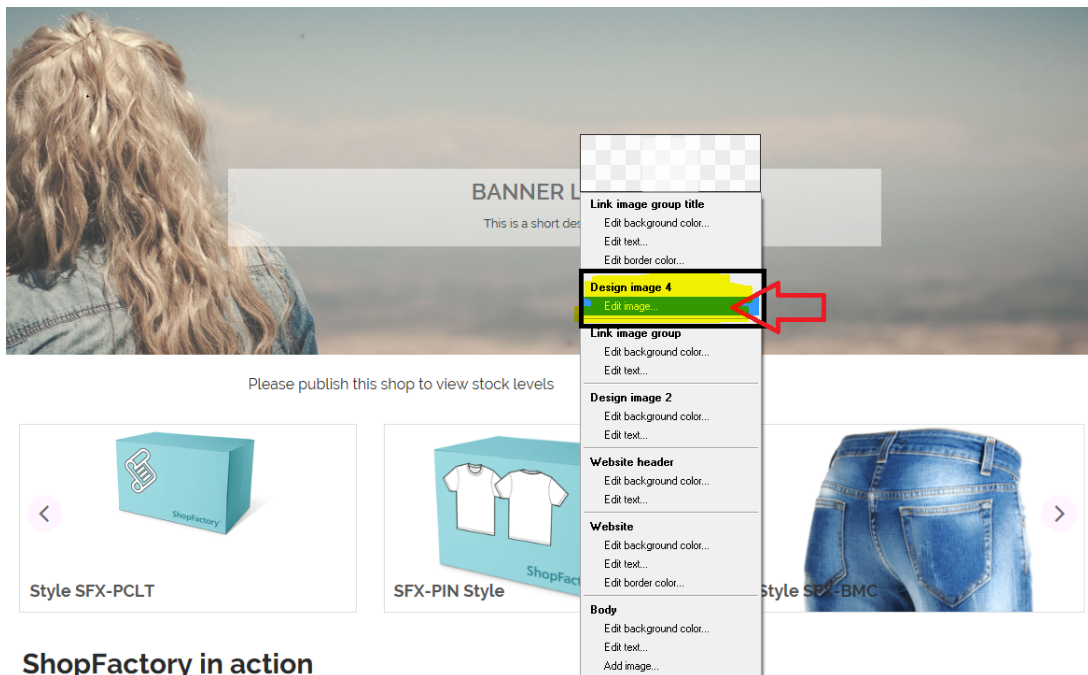 BANNER L
This is a short des
Link image group title
Edit background color...
Edit text...
Edit border color...
Design image 4
Edit image...
Link image group
Edit background color...
Edit text...
Design image 2
Edit background color...
Edit text...
Website header
Edit background color...
Edit text...
Website
Edit background color...
Edit text...
Edit border color...
Body
Edit background color...
Edit text...
Add image...
Please publish this shop to view stock levels
ShopFactory
ShopFact
Style SFX-PCLT
SFX-PIN Style
Style SFX-BMC
ShopFactory in action